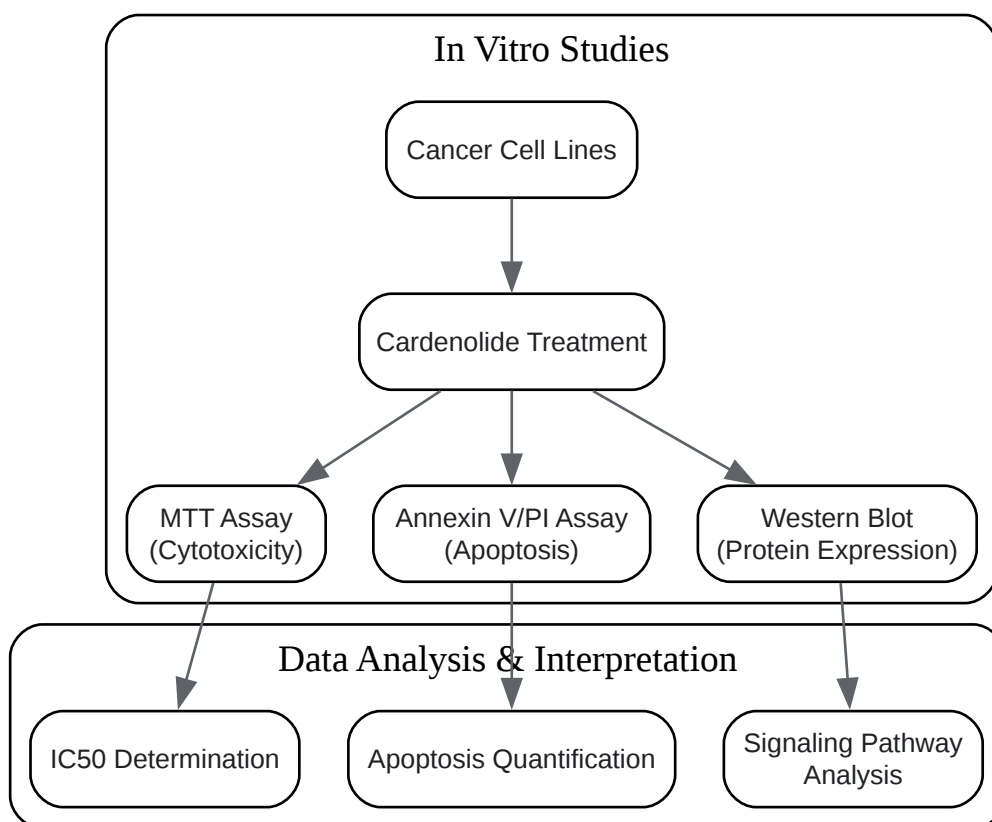 In Vitro Studies
Cancer Cell Lines
Cardenolide Treatment
MTT Assay
(Cytotoxicity)
Annexin V/PI Assay
(Apoptosis)
Western Blot
(Protein Expression)
Data Analysis & Interpretation
IC50 Determination
Apoptosis Quantification
Signaling Pathway
Analysis